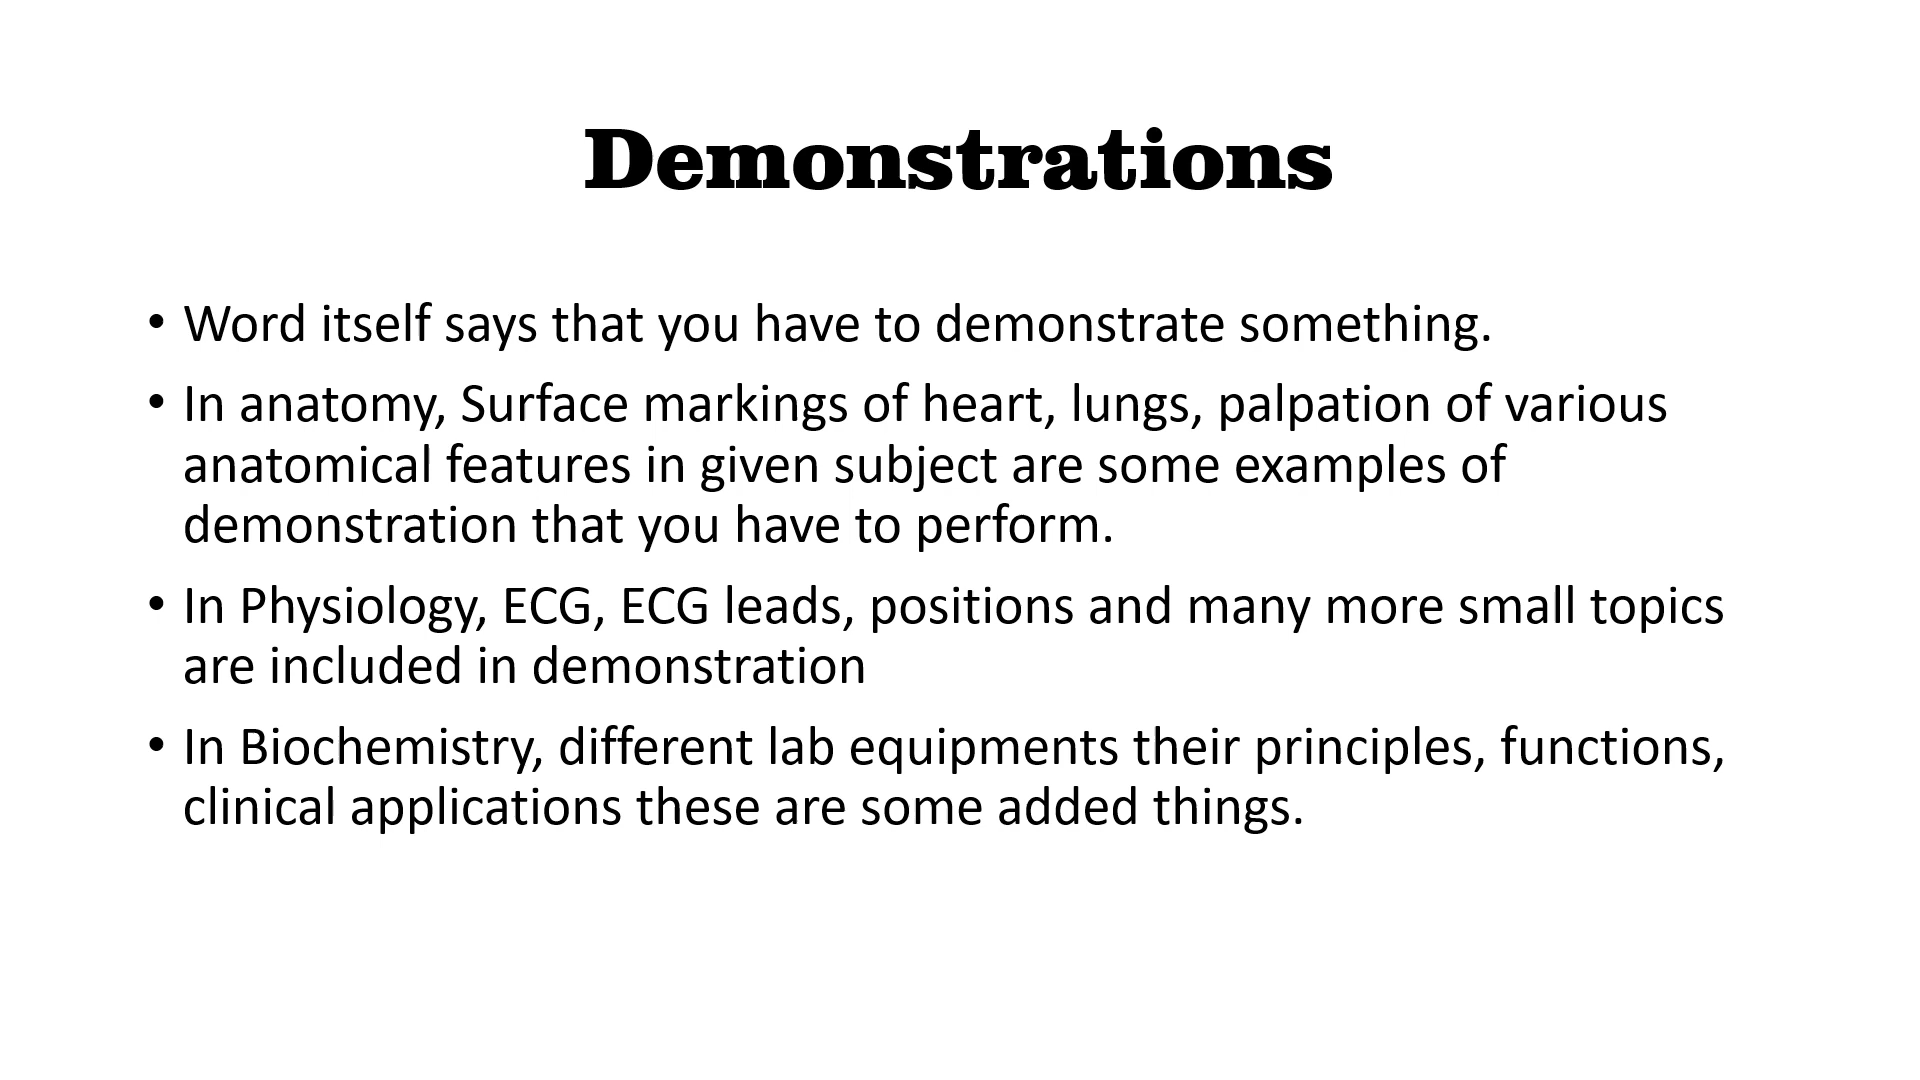 Demonstrations
• Word itself says that you have to demonstrate something.
• In anatomy, Surface markings of heart, lungs, palpation of various
anatomical features in given subject are some examples of
demonstration that you have to perform.
• In Physiology, ECG, ECG leads, positions and many more small topics
are included in demonstration
• In Biochemistry, different lab equipments their principles, functions,
clinical applications these are some added things.